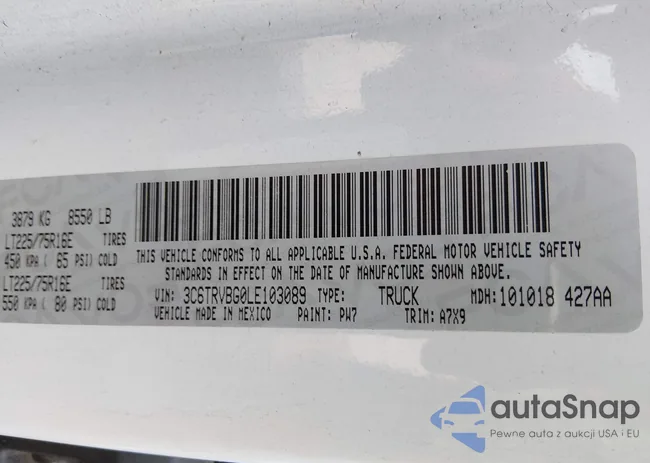 3879 KG 8550 LB
LT225/75R16E TIRES
450 KPA ( 65 PSI) COLD
LT225/75R16E TIRES
550 KPA ( 80 PSI) COLD
THIS VEHICLE CONFORMS TO ALL APPLICABLE U.S.A. FEDERAL MOTOR VEHICLE SAFETY
STANDARDS IN EFFECT ON THE DATE OF MANUFACTURE SHOWN ABOVE.
VIN: 3C6TRVBG0LE103089 TYPE: TRUCK MDH: 101018 427AA
VEHICLE MADE IN MEXICO PAINT: PW7 TRIM: A7X9
autaSnap
Pewne auta z aukcji USA i EU